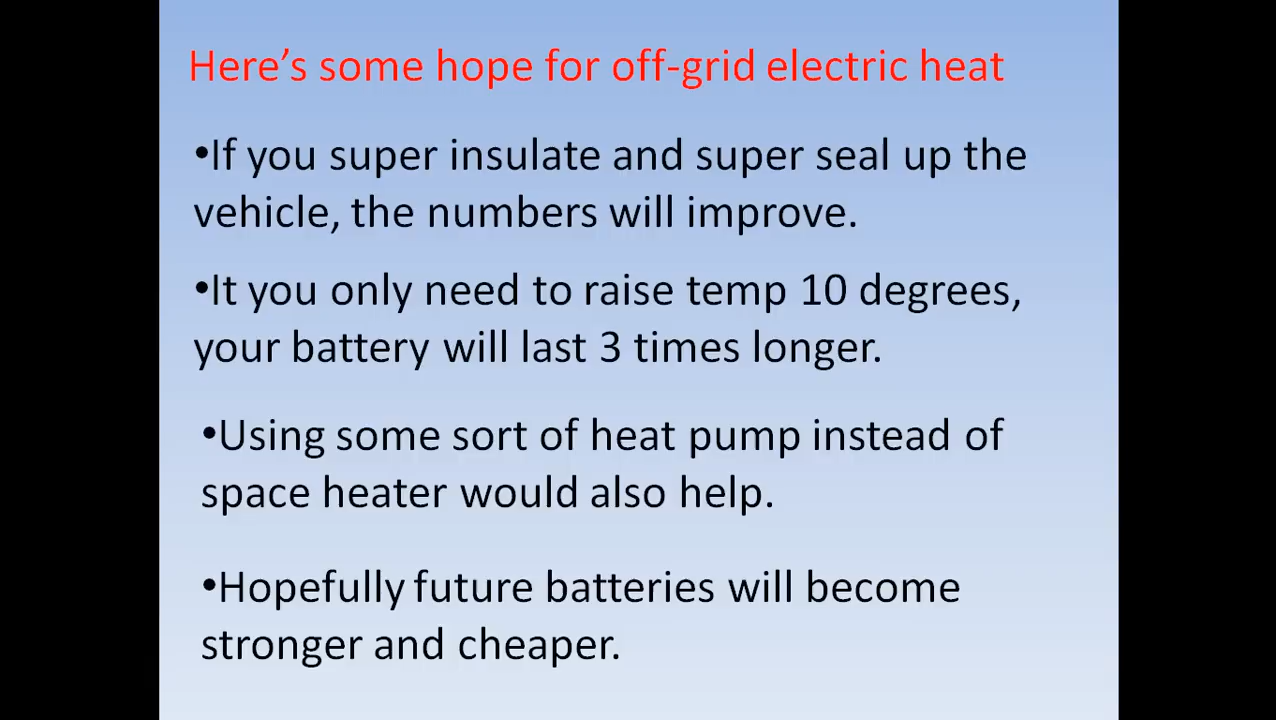 Here's some hope for off-grid electric heat
•If you super insulate and super seal up the
vehicle, the numbers will improve.
•It you only need to raise temp 10 degrees,
your battery will last 3 times longer.
•Using some sort of heat pump instead of
space heater would also help.
•Hopefully future batteries will become
stronger and cheaper.